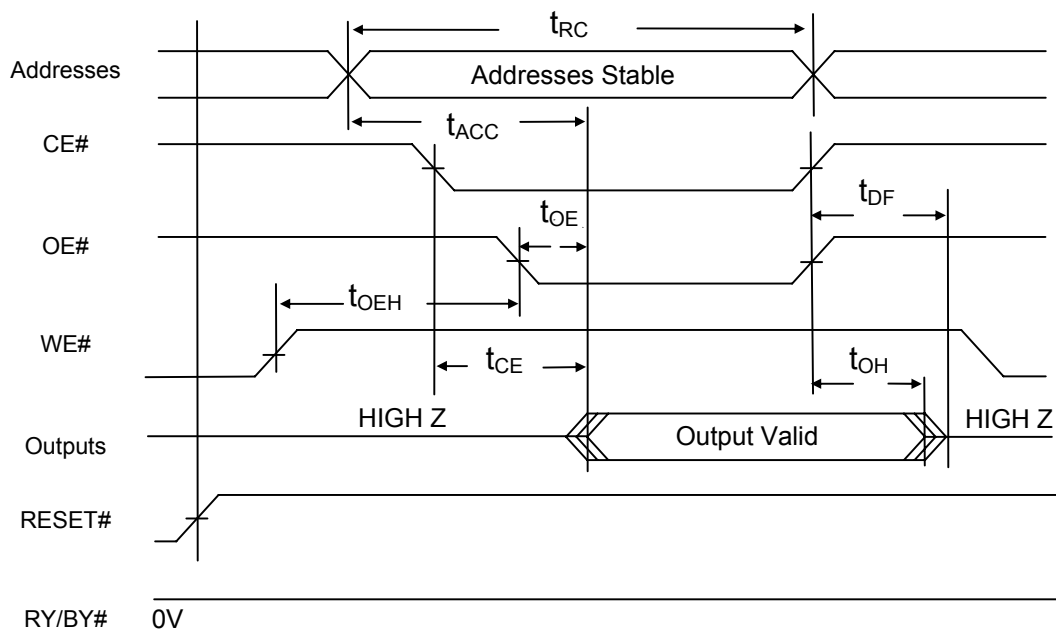 tRC
Addresses
Addresses Stable
tACC
CE#
tDF
tOE
OE#
tOEH
WE#
tCE
tOH
HIGH Z
Output Valid
HIGH Z
Outputs
RESET#
RY/BY#
0V